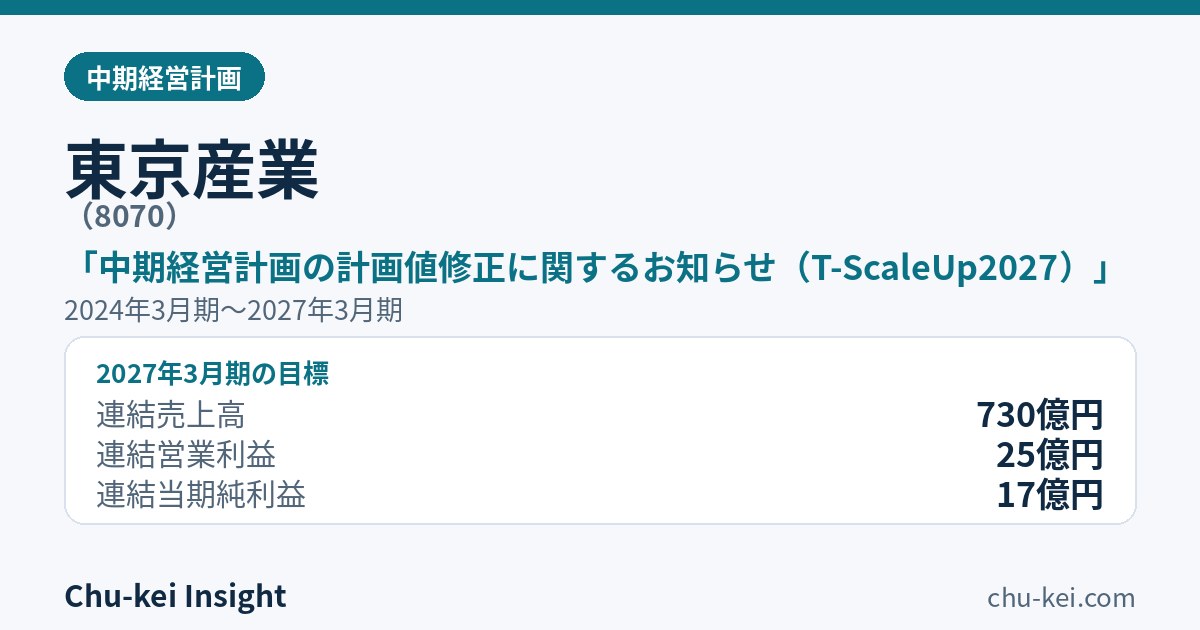 中期経営計画
東京産業
（8070）
「中期経営計画の計画値修正に関するお知らせ（T-ScaleUp2027）」
2024年3月期〜2027年3月期
2027年3月期の目標
連結売上高 730億円
連結営業利益 25億円
連結当期純利益 17億円
Chu-kei Insight chu-kei.com